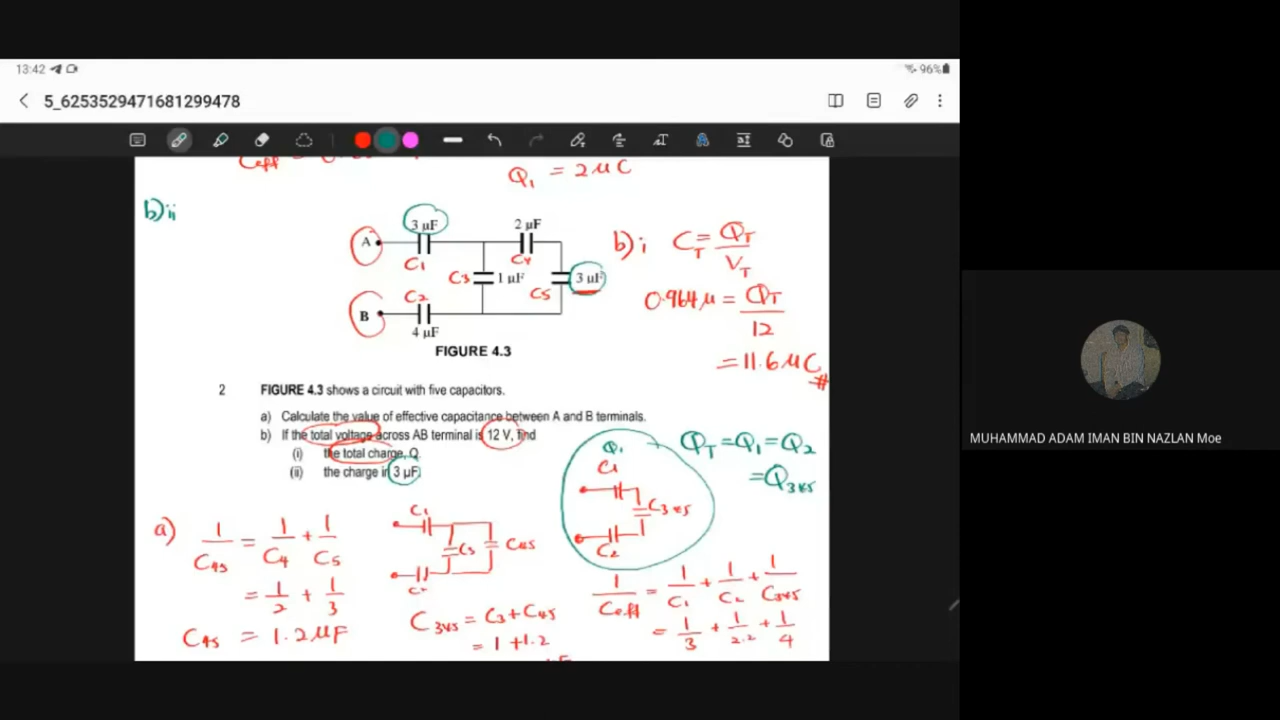 13:42
96%
5_6253529471681299478
Q₁ = 2μC
b)ii
3 μF
2 μF
A
C1
C4
C3
1 μF
C5
3 μF
C2
B
4 μF
FIGURE 4.3
b)i C_T = Q_T / V_T
0.964μ = Q_T / 12
= 11.6μC #
2 FIGURE 4.3 shows a circuit with five capacitors.
a) Calculate the value of effective capacitance between A and B terminals.
b) If the total voltage across AB terminal is 12 V, find
(i) the total charge, Q.
(ii) the charge in 3 μF.
Q₁
C1
C345
C2
Q_T = Q₁ = Q₂
= Q345
a) 1/C45 = 1/C4 + 1/C5
= 1/2 + 1/3
C45 = 1.2μF
C1
C3
C45
C345 = C3 + C45
= 1 + 1.2
1/Ceff = 1/C1 + 1/C2 + 1/C345
= 1/3 + 1/2.2 + 1/4
MUHAMMAD ADAM IMAN BIN NAZLAN Moe